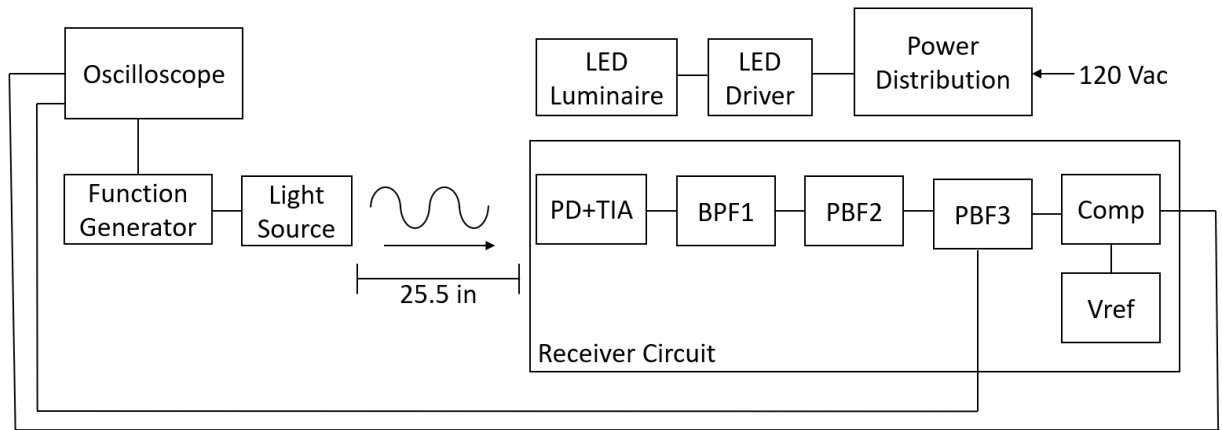 Oscilloscope
LED
Luminaire
LED
Driver
Power
Distribution
120 Vac
Function
Generator
Light
Source
25.5 in
PD+TIA
BPF1
PBF2
PBF3
Comp
Vref
Receiver Circuit